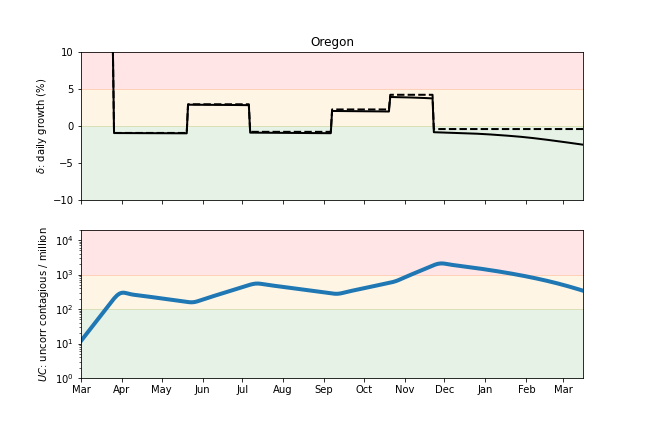 Oregon
δ: daily growth (%)
10
5
0
−5
−10
UC: uncorr contagious / million
10⁴
10³
10²
10¹
10⁰
Mar Apr May Jun Jul Aug Sep Oct Nov Dec Jan Feb Mar